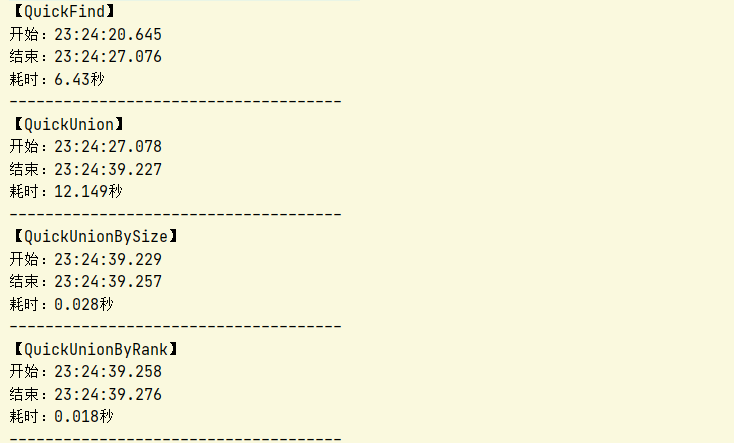 【QuickFind】
开始：23:24:20.645
结束：23:24:27.076
耗时：6.43秒
-------------------------------------
【QuickUnion】
开始：23:24:27.078
结束：23:24:39.227
耗时：12.149秒
-------------------------------------
【QuickUnionBySize】
开始：23:24:39.229
结束：23:24:39.257
耗时：0.028秒
-------------------------------------
【QuickUnionByRank】
开始：23:24:39.258
结束：23:24:39.276
耗时：0.018秒
-------------------------------------